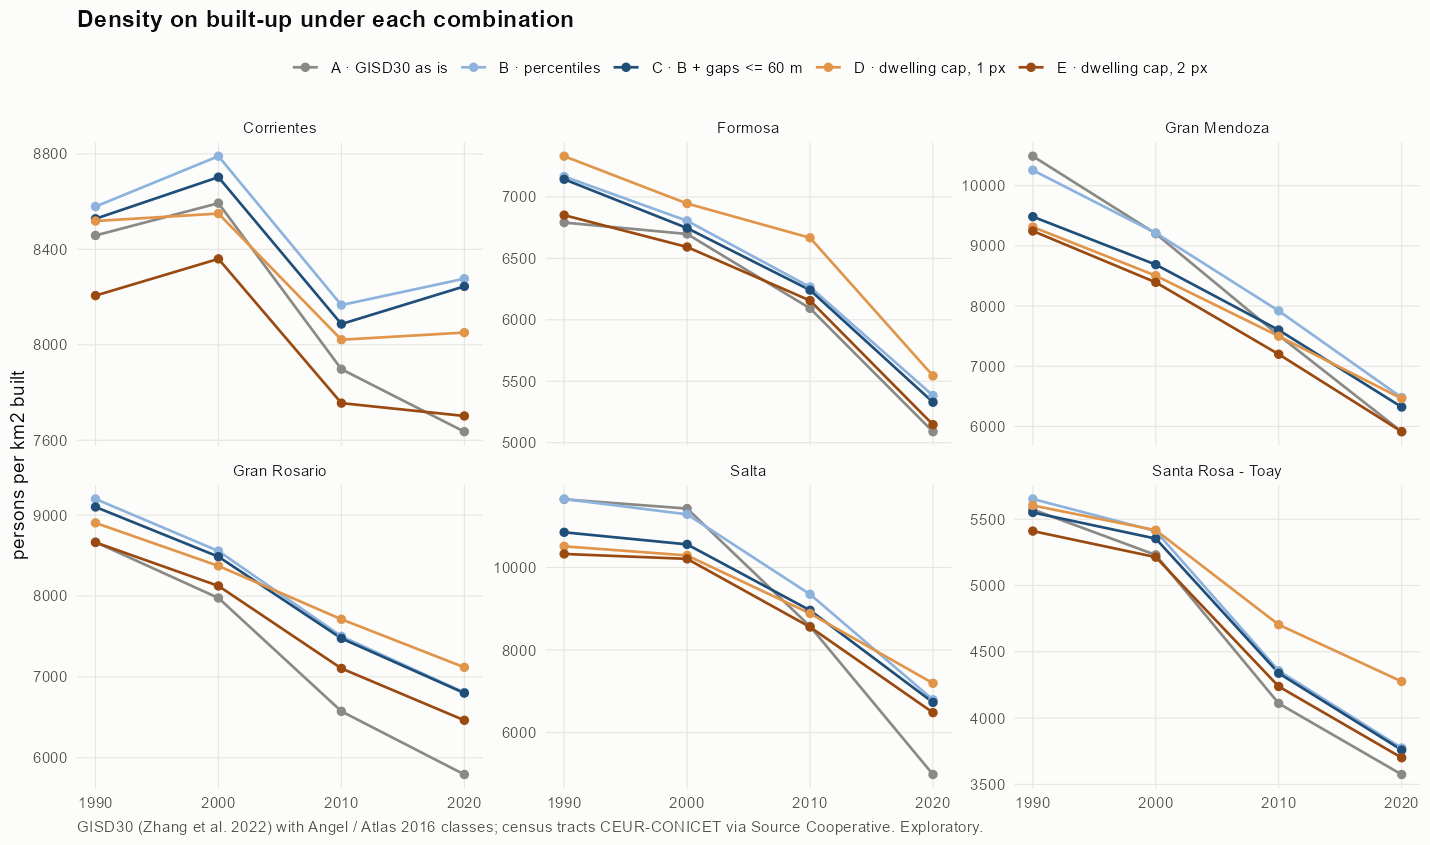 Density on built-up under each combination
A · GISD30 as is
B · percentiles
C · B + gaps <= 60 m
D · dwelling cap, 1 px
E · dwelling cap, 2 px
persons per km2 built
Corrientes
8800
8400
8000
7600
Formosa
7000
6500
6000
5500
5000
Gran Mendoza
10000
9000
8000
7000
6000
Gran Rosario
9000
8000
7000
6000
1990 2000 2010 2020
Salta
10000
8000
6000
1990 2000 2010 2020
Santa Rosa - Toay
5500
5000
4500
4000
3500
1990 2000 2010 2020
GISD30 (Zhang et al. 2022) with Angel / Atlas 2016 classes; census tracts CEUR-CONICET via Source Cooperative. Exploratory.